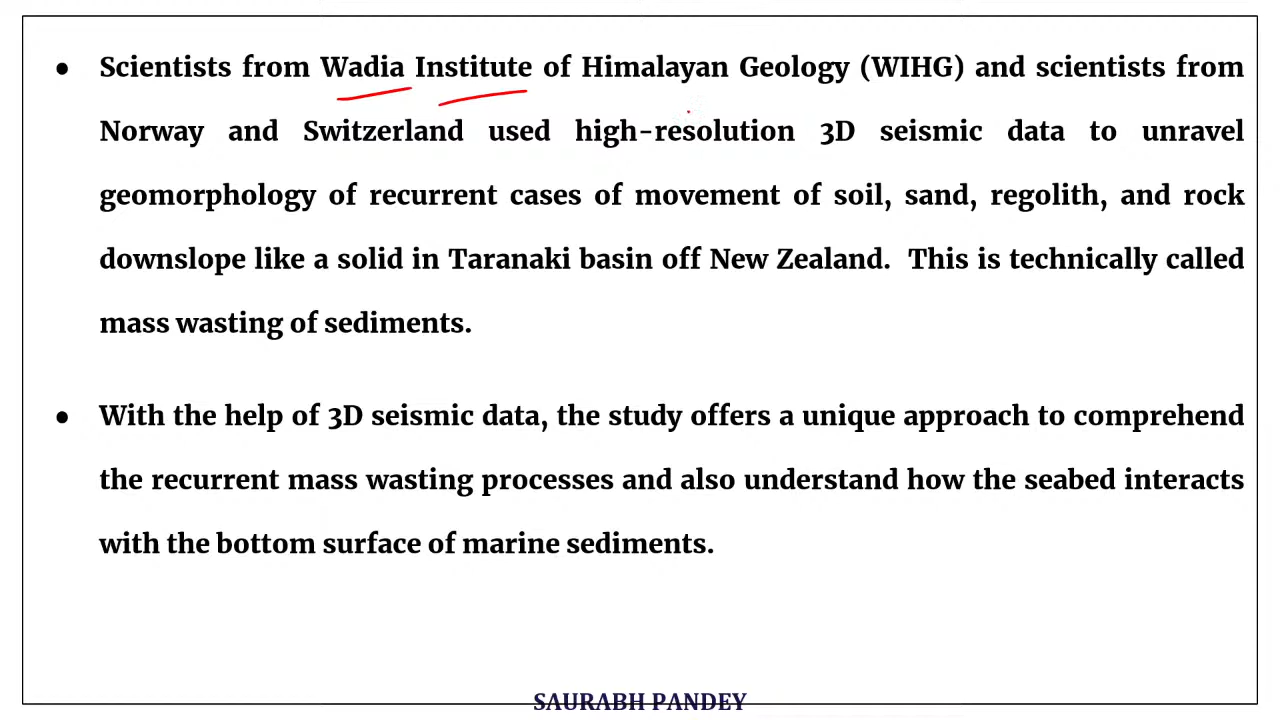 ● Scientists from Wadia Institute of Himalayan Geology (WIHG) and scientists from
Norway and Switzerland used high-resolution 3D seismic data to unravel
geomorphology of recurrent cases of movement of soil, sand, regolith, and rock
downslope like a solid in Taranaki basin off New Zealand. This is technically called
mass wasting of sediments.
● With the help of 3D seismic data, the study offers a unique approach to comprehend
the recurrent mass wasting processes and also understand how the seabed interacts
with the bottom surface of marine sediments.
SAURABH PANDEY